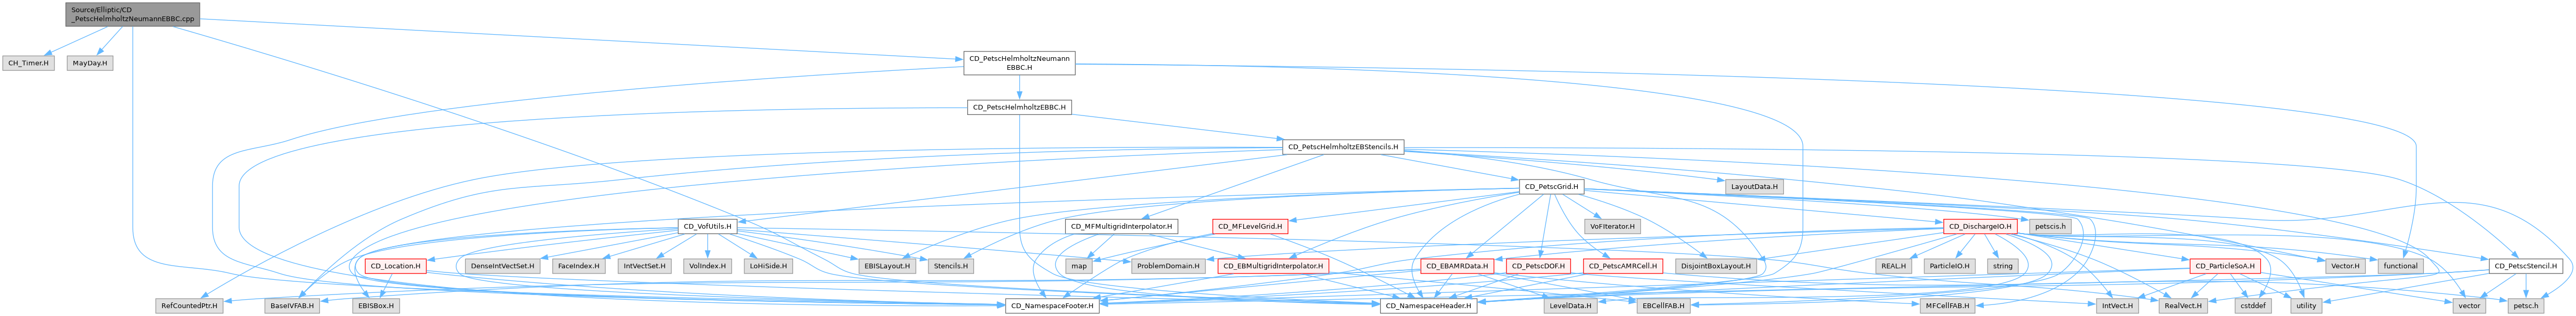 Source/Elliptic/CD
_PetscHelmholtzNeumannEBBC.cpp
CH_Timer.H
MayDay.H
CD_PetscHelmholtzNeumann
EBBC.H
CD_PetscHelmholtzEBBC.H
CD_PetscHelmholtzEBStencils.H
CD_PetscGrid.H
LayoutData.H
CD_VofUtils.H
CD_MFMultigridInterpolator.H
CD_MFLevelGrid.H
VoFIterator.H
CD_DischargeIO.H
petscis.h
CD_Location.H
DenseIntVectSet.H
FaceIndex.H
IntVectSet.H
VolIndex.H
LoHiSide.H
EBISLayout.H
Stencils.H
map
ProblemDomain.H
CD_EBMultigridInterpolator.H
CD_EBAMRData.H
CD_PetscDOF.H
CD_PetscAMRCell.H
DisjointBoxLayout.H
REAL.H
ParticleIO.H
string
CD_ParticleSoA.H
Vector.H
functional
CD_PetscStencil.H
RefCountedPtr.H
BaseIVFAB.H
EBISBox.H
CD_NamespaceFooter.H
CD_NamespaceHeader.H
LevelData.H
EBCellFAB.H
MFCellFAB.H
IntVect.H
RealVect.H
cstddef
utility
vector
petsc.h